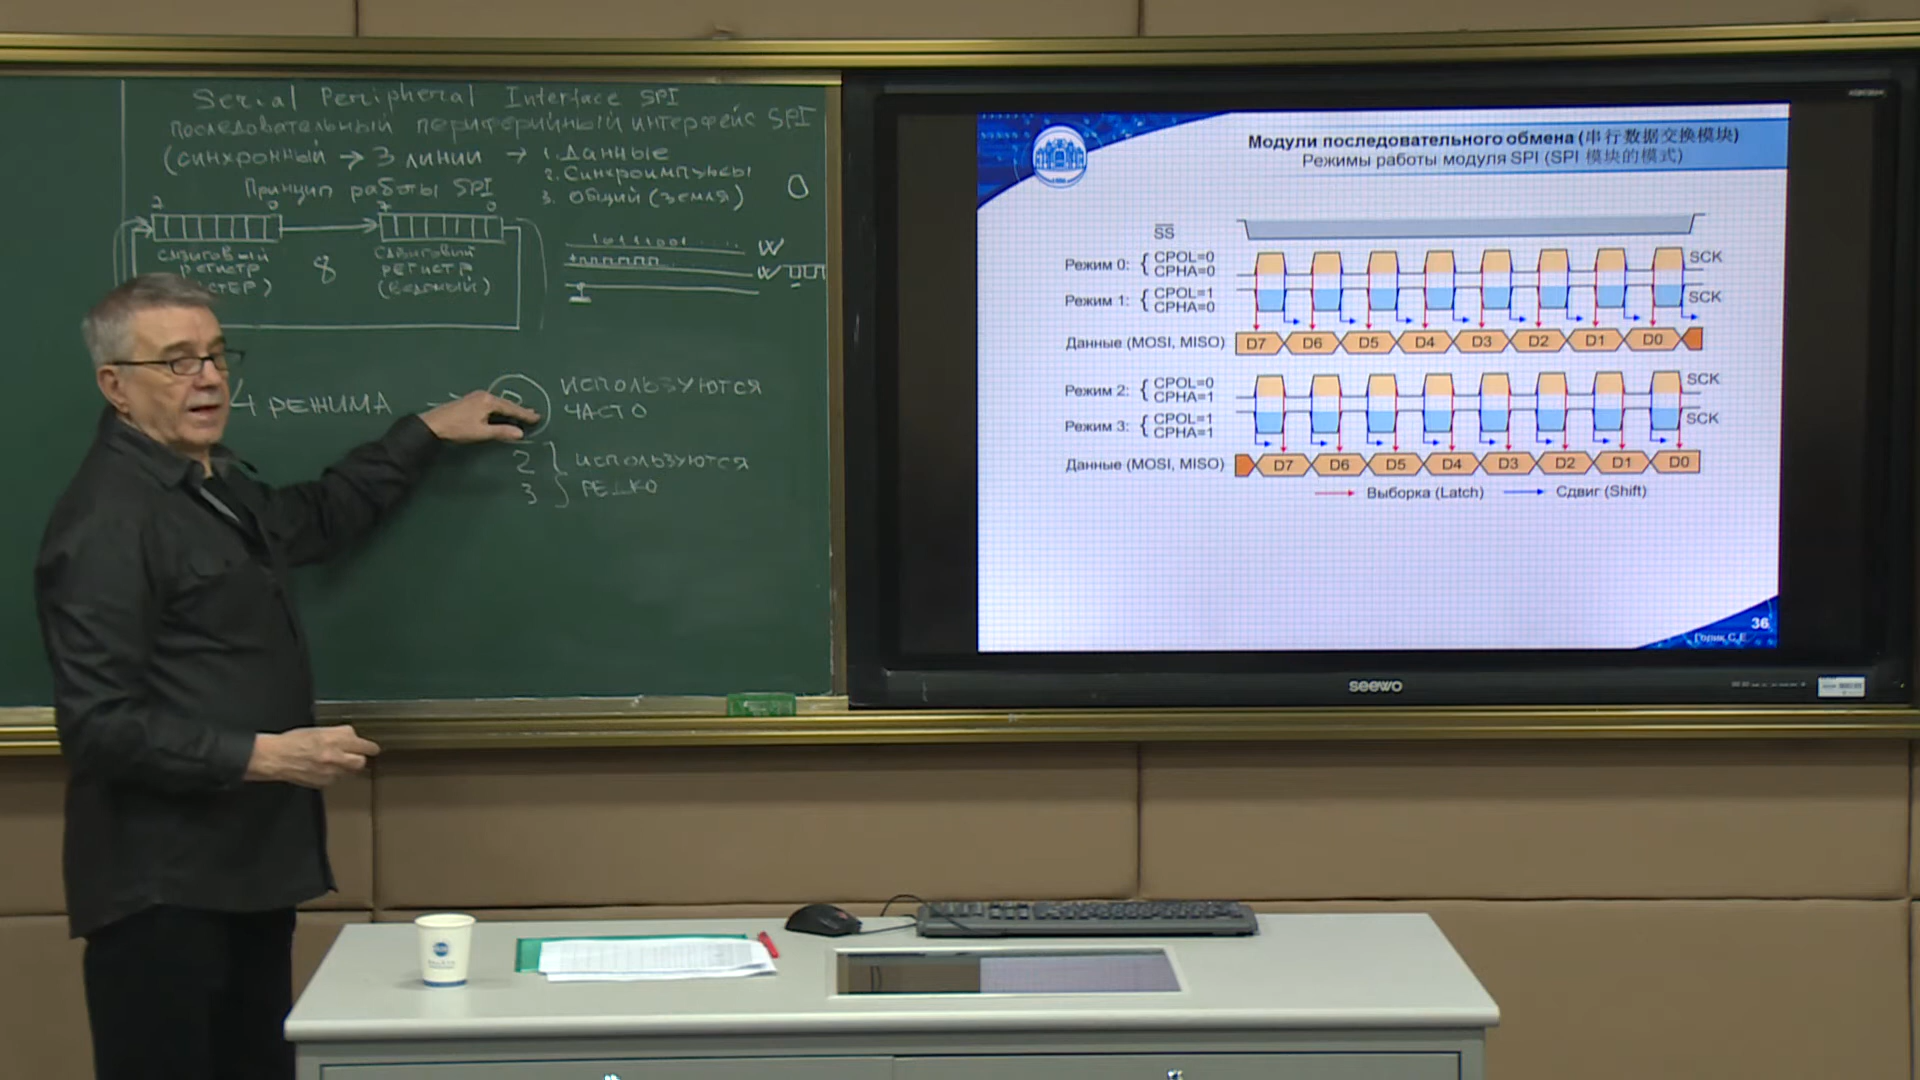 Serial Peripheral Interface SPI
последовательный периферийный интерфейс SPI
(синхронный → 3 линии → 1. Данные
2. Синхроимпульсы
3. Общий (земля)
0
Принцип работы SPI
7 0
7 0
сдвиговый регистр
8
сдвиговый регистр (ведомый)
10111001 ....
4 РЕЖИМА →
ИСПОЛЬЗУЮТСЯ ЧАСТО
2
3
ИСПОЛЬЗУЮТСЯ
Модули последовательного обмена (串行数据交换模块)
Режимы работы модуля SPI (SPI 模块的模式)
SS
Режим 0: { CPOL=0 CPHA=0
SCK
Режим 1: { CPOL=1 CPHA=0
SCK
Данные (MOSI, MISO) D7 D6 D5 D4 D3 D2 D1 D0
Режим 2: { CPOL=0 CPHA=1
SCK
Режим 3: { CPOL=1 CPHA=1
SCK
Данные (MOSI, MISO) D7 D6 D5 D4 D3 D2 D1 D0
Выборка (Latch) Сдвиг (Shift)
36
Горик С.Е.
seewo